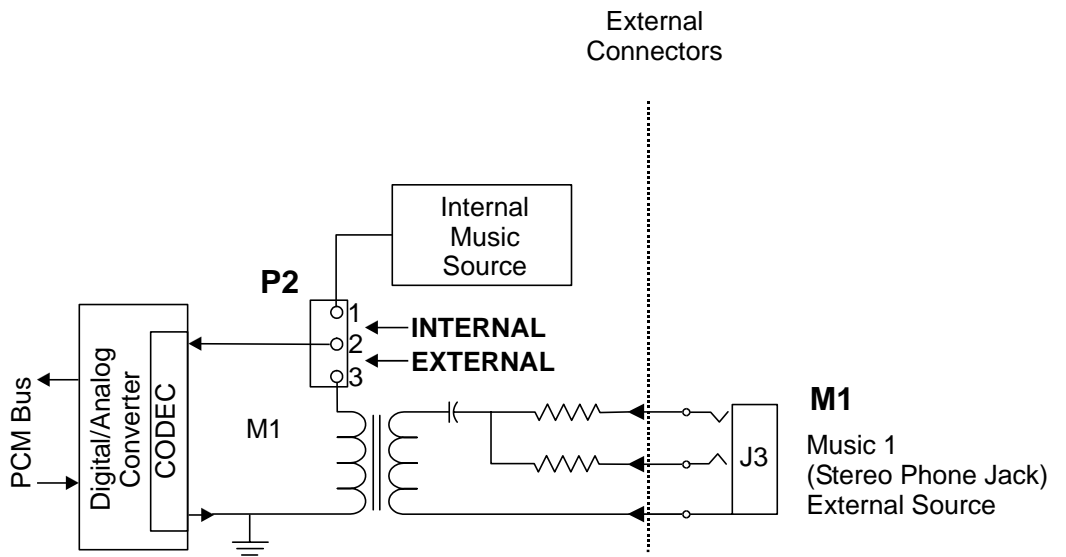 External
Connectors
Internal
Music
Source
P2
1
INTERNAL
2
EXTERNAL
3
PCM Bus
Digital/Analog
Converter
CODEC
M1
J3
M1
Music 1
(Stereo Phone Jack)
External Source